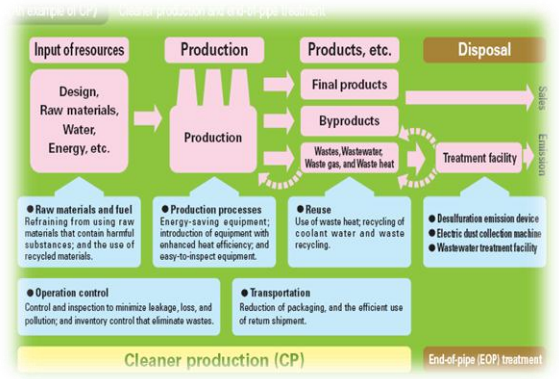 example of CP)
Cleaner production and end-of-pipe treatment
Input of resources
Production
Products, etc.
Disposal
Design,
Raw materials,
Water,
Energy, etc.
Production
Final products
Byproducts
Wastes, Wastewater,
Waste gas, and Waste heat
Treatment facility
Sales
Emission
● Raw materials and fuel
Refraining from using raw
materials that contain harmful
substances; and the use of
recycled materials.
● Production processes
Energy-saving equipment;
introduction of equipment with
enhanced heat efficiency; and
easy-to-inspect equipment.
● Reuse
Use of waste heat; recycling of
coolant water and waste
recycling.
● Desulfuration emission device
● Electric dust collection machine
● Wastewater treatment facility
● Operation control
Control and inspection to minimize leakage, loss, and
pollution; and inventory control that eliminate wastes.
● Transportation
Reduction of packaging, and the efficient use
of return shipment.
Cleaner production (CP)
End-of-pipe (EOP) treatment